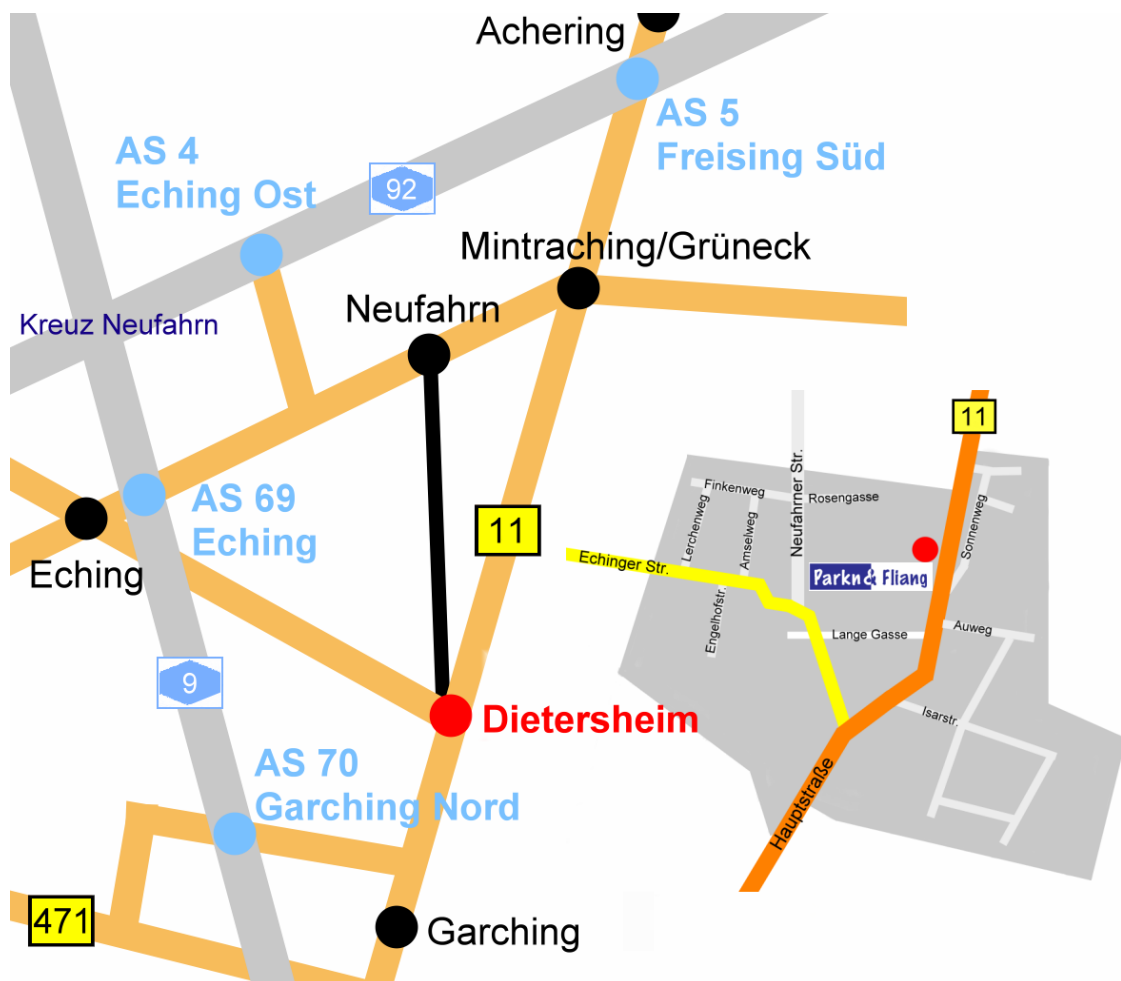 Achering
AS 5
Freising Süd
AS 4
Eching Ost
92
Mintraching/Grüneck
Kreuz Neufahrn
Neufahrn
AS 69
Eching
11
Eching
9
Dietersheim
AS 70
Garching Nord
471
Garching
11
Neufahrner Str.
Finkenweg
Rosengasse
Lerchenweg
Amselweg
Sonnenweg
Echinger Str.
Parkn & Fliang
Engelhofstr.
Lange Gasse
Auweg
Isarstr.
Hauptstraße